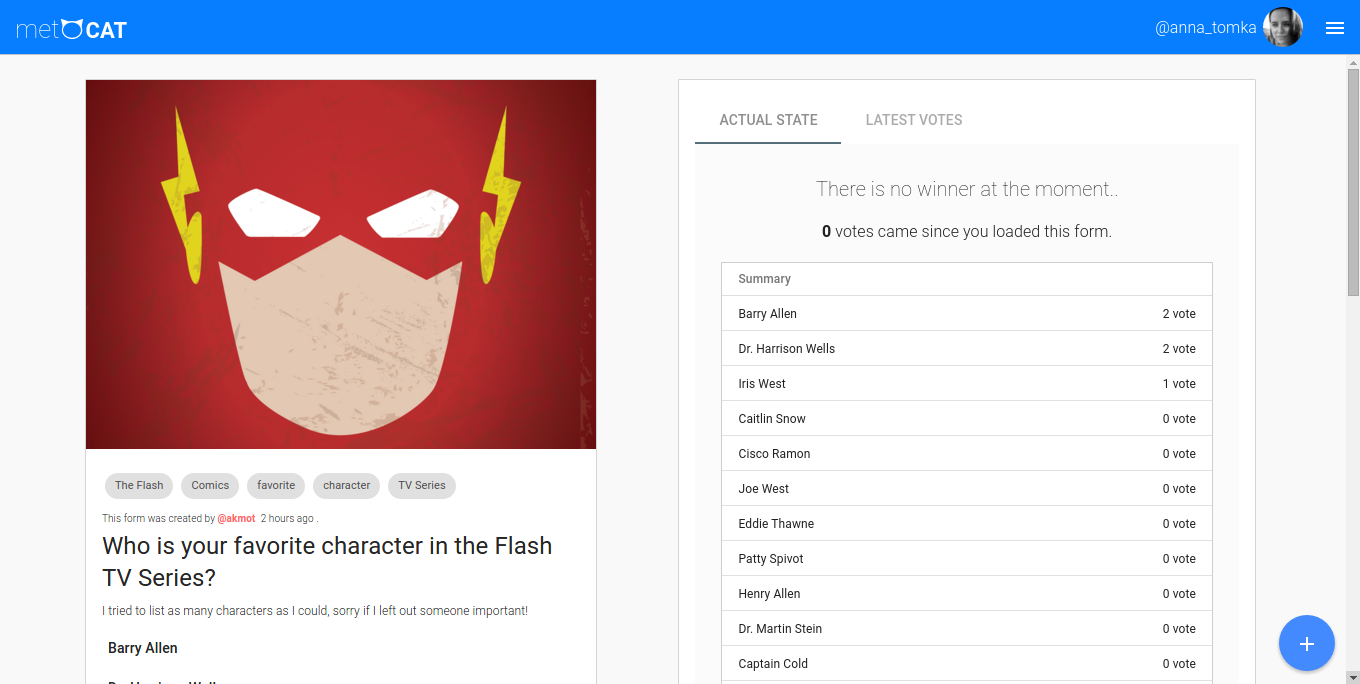 metCAT
@anna_tomka
The Flash
Comics
favorite
character
TV Series
This form was created by @akmot 2 hours ago .
Who is your favorite character in the Flash
TV Series?
I tried to list as many characters as I could, sorry if I left out someone important!
Barry Allen
ACTUAL STATE
LATEST VOTES
There is no winner at the moment..
0 votes came since you loaded this form.
Summary
Barry Allen 2 vote
Dr. Harrison Wells 2 vote
Iris West 1 vote
Caitlin Snow 0 vote
Cisco Ramon 0 vote
Joe West 0 vote
Eddie Thawne 0 vote
Patty Spivot 0 vote
Henry Allen 0 vote
Dr. Martin Stein 0 vote
Captain Cold 0 vote